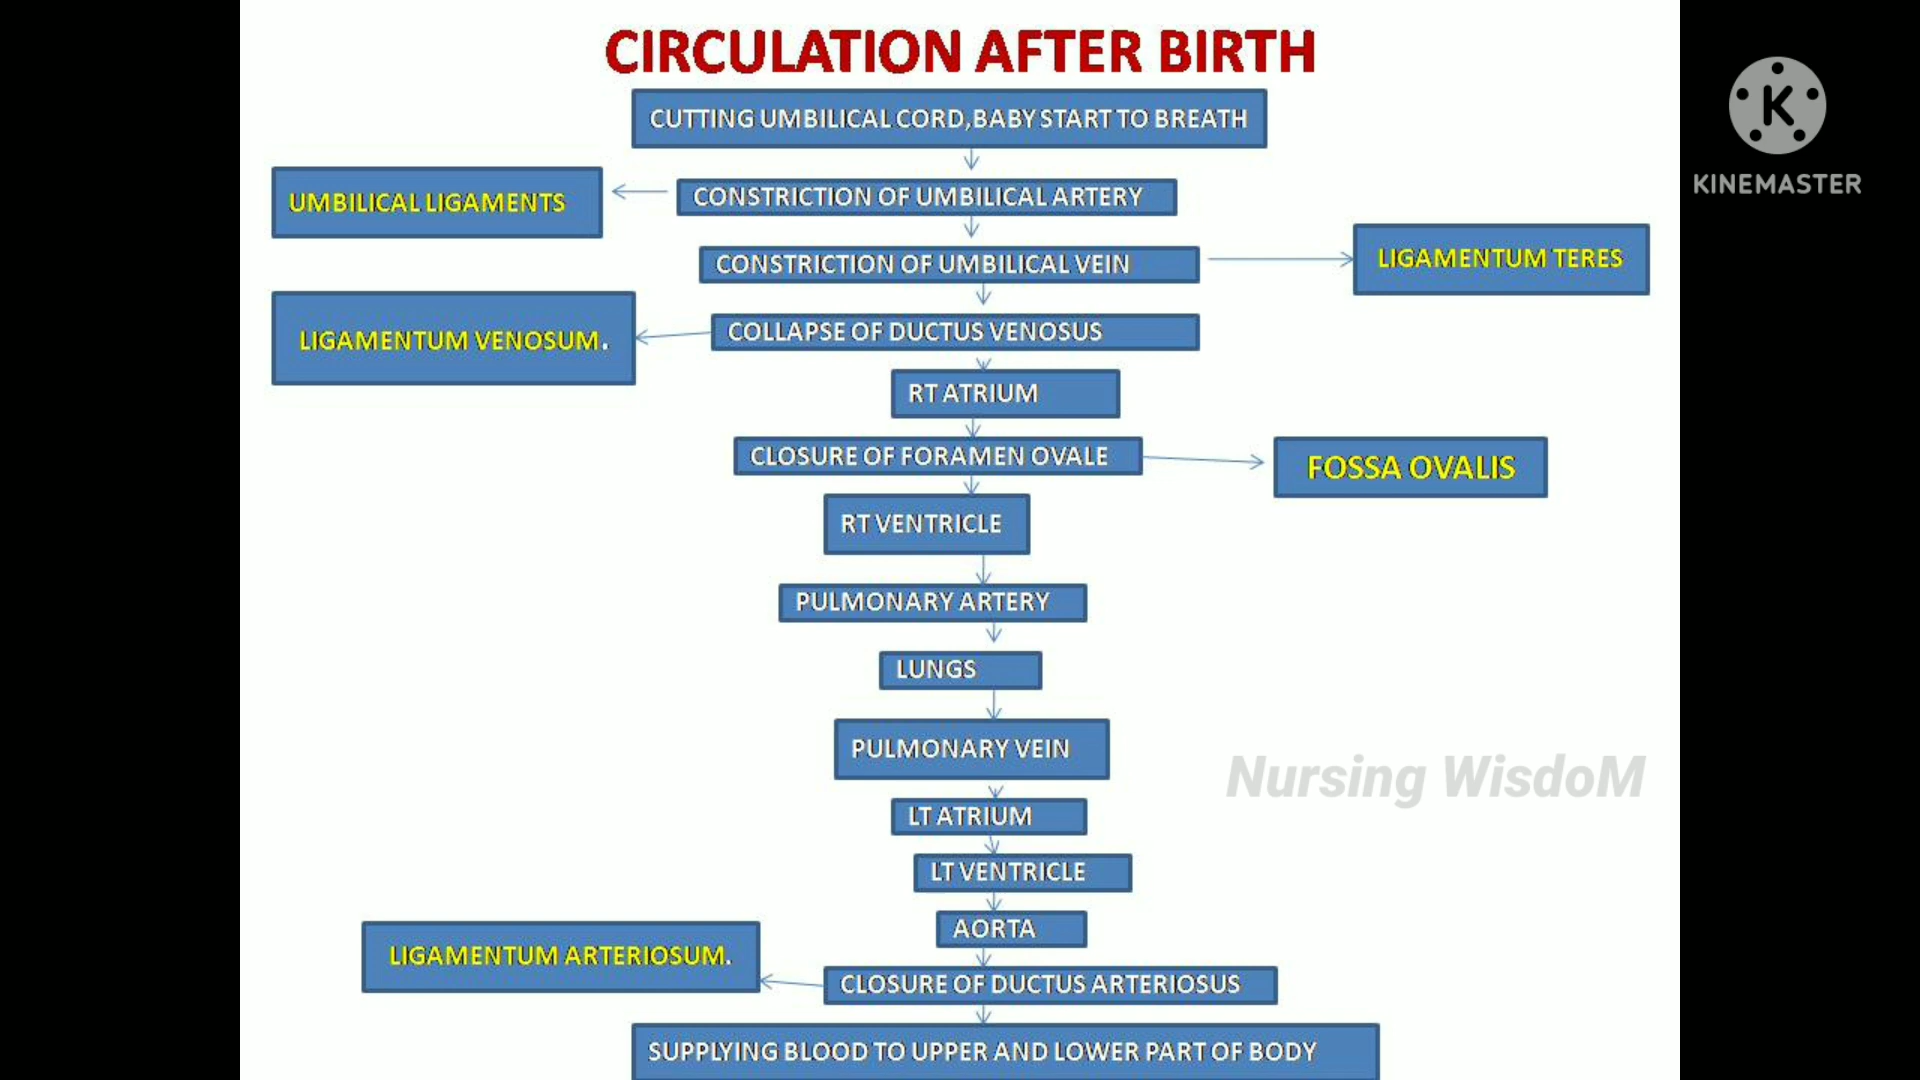 CIRCULATION AFTER BIRTH
CUTTING UMBILICAL CORD,BABY START TO BREATH
KINEMASTER
UMBILICAL LIGAMENTS
CONSTRICTION OF UMBILICAL ARTERY
CONSTRICTION OF UMBILICAL VEIN
LIGAMENTUM TERES
LIGAMENTUM VENOSUM.
COLLAPSE OF DUCTUS VENOSUS
RT ATRIUM
CLOSURE OF FORAMEN OVALE
FOSSA OVALIS
RT VENTRICLE
PULMONARY ARTERY
LUNGS
PULMONARY VEIN
Nursing WisdoM
LT ATRIUM
LT VENTRICLE
AORTA
LIGAMENTUM ARTERIOSUM.
CLOSURE OF DUCTUS ARTERIOSUS
SUPPLYING BLOOD TO UPPER AND LOWER PART OF BODY